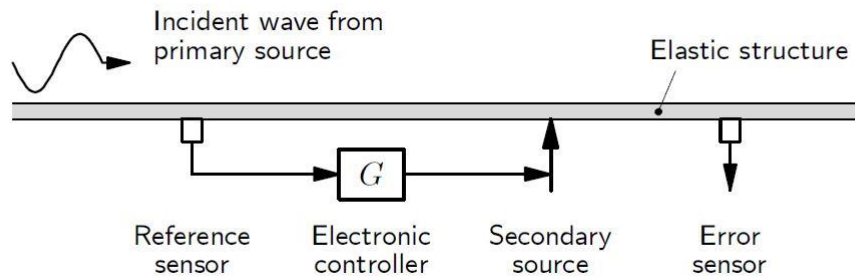 Incident wave from
primary source
Elastic structure
G
Reference
sensor
Electronic
controller
Secondary
source
Error
sensor